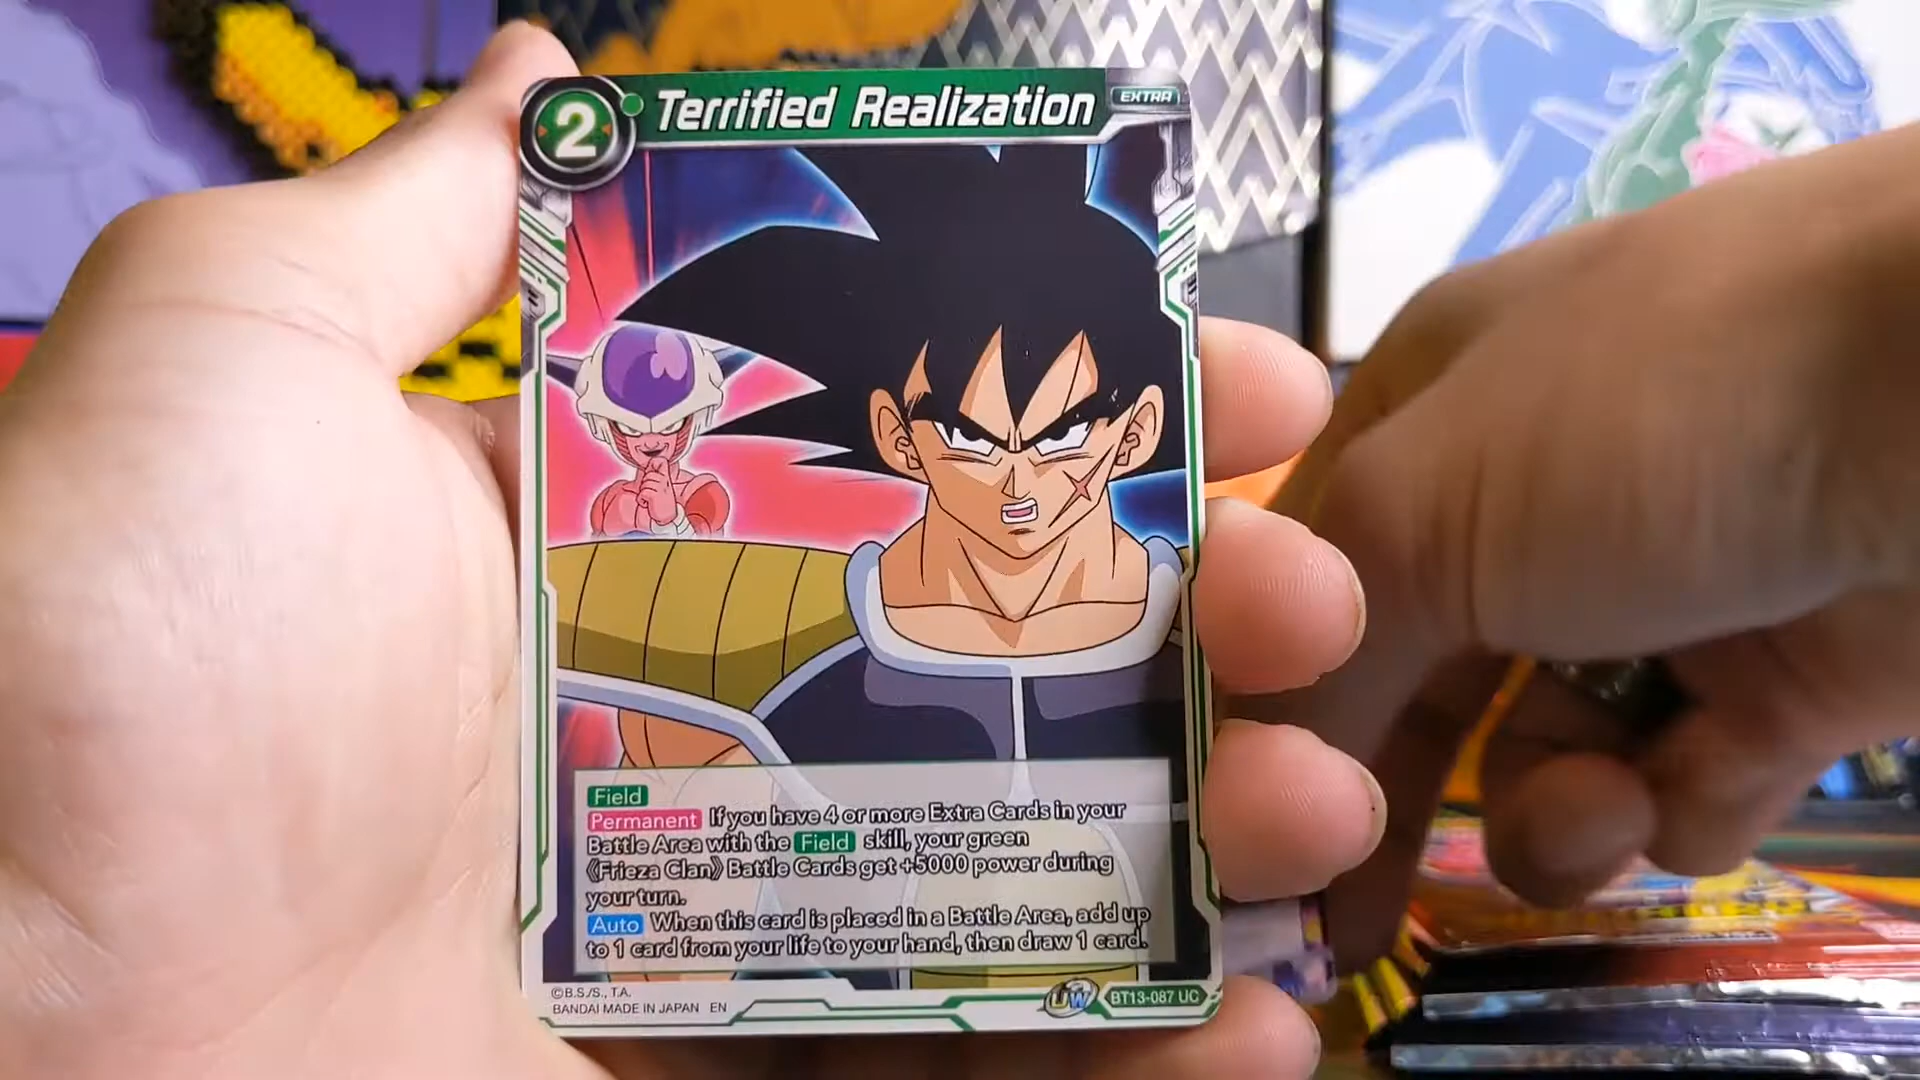 2 Terrified Realization EXTRA
Field
Permanent If you have 4 or more Extra Cards in your
Battle Area with the Field skill, your green
《Frieza Clan》 Battle Cards get +5000 power during
your turn.
Auto When this card is placed in a Battle Area, add up
to 1 card from your life to your hand, then draw 1 card.
©B.S./S., T.A.
BANDAI MADE IN JAPAN EN
UW BT13-087 UC